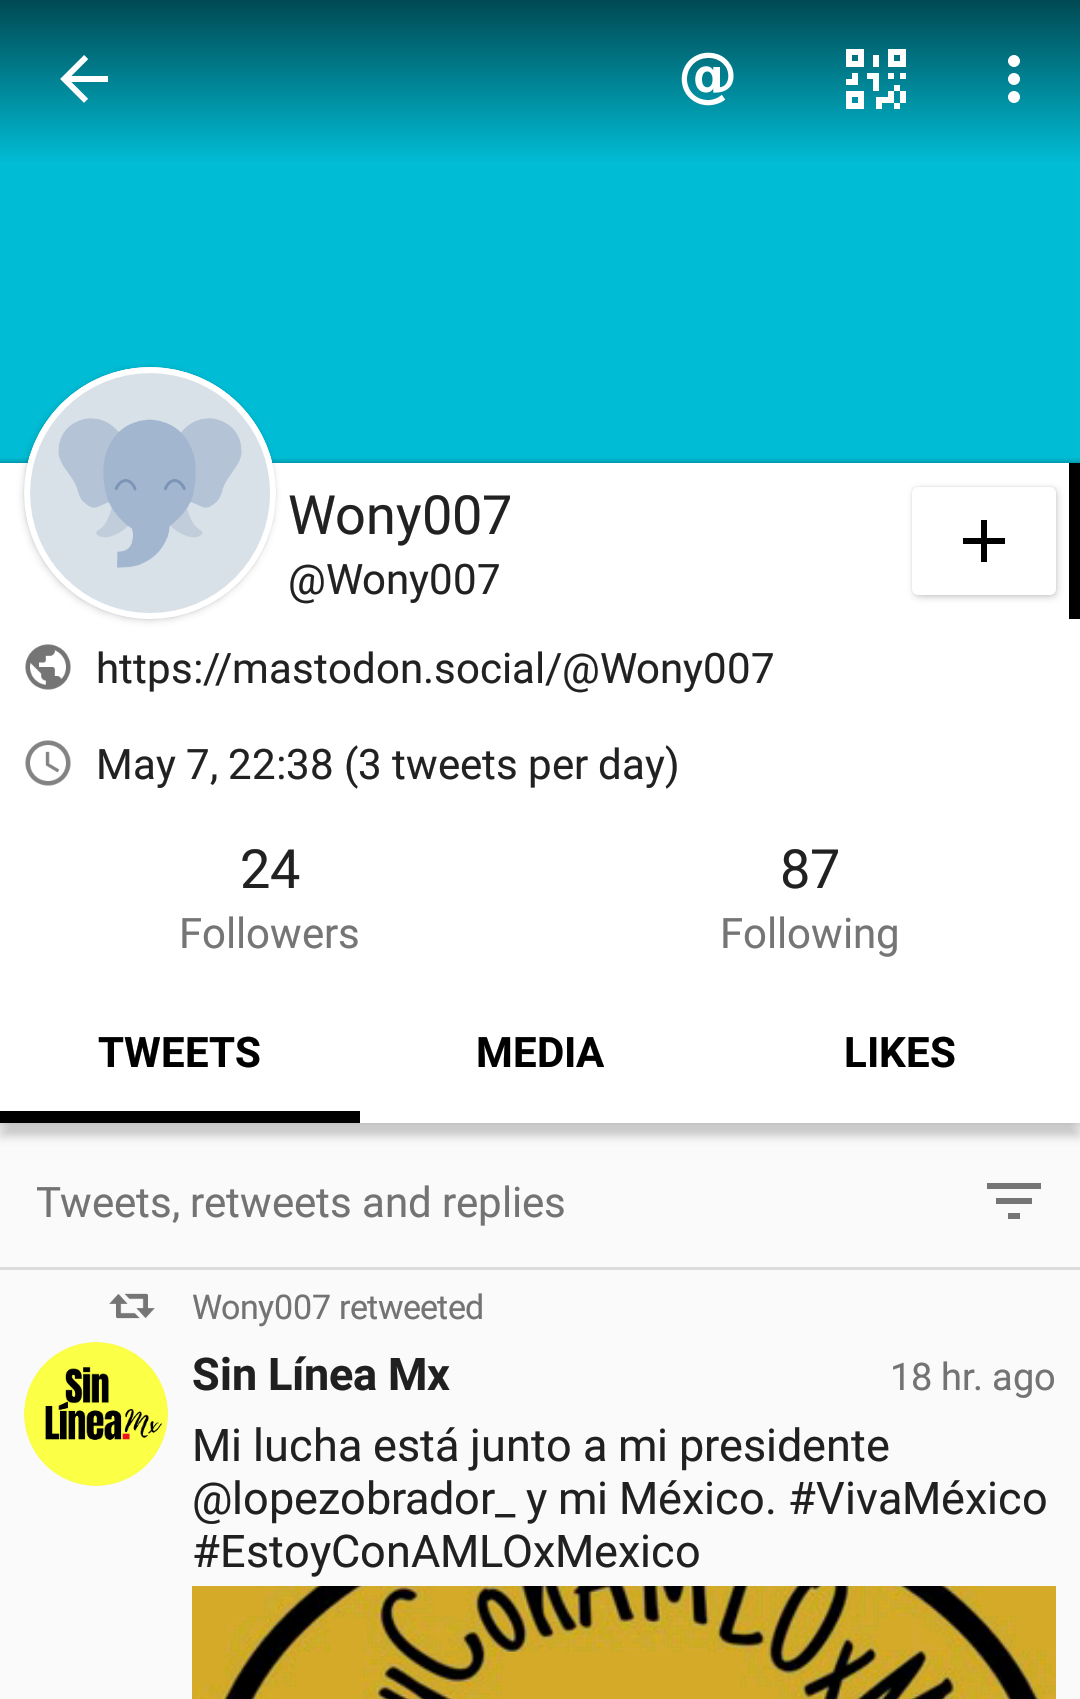 @
Wony007
@Wony007
https://mastodon.social/@Wony007
May 7, 22:38 (3 tweets per day)
24
Followers
87
Following
TWEETS
MEDIA
LIKES
Tweets, retweets and replies
Wony007 retweeted
Sin
Línea.Mx
Sin Línea Mx
18 hr. ago
Mi lucha está junto a mi presidente
@lopezobrador_ y mi México. #VivaMéxico
#EstoyConAMLOxMexico
ConAMLOxM